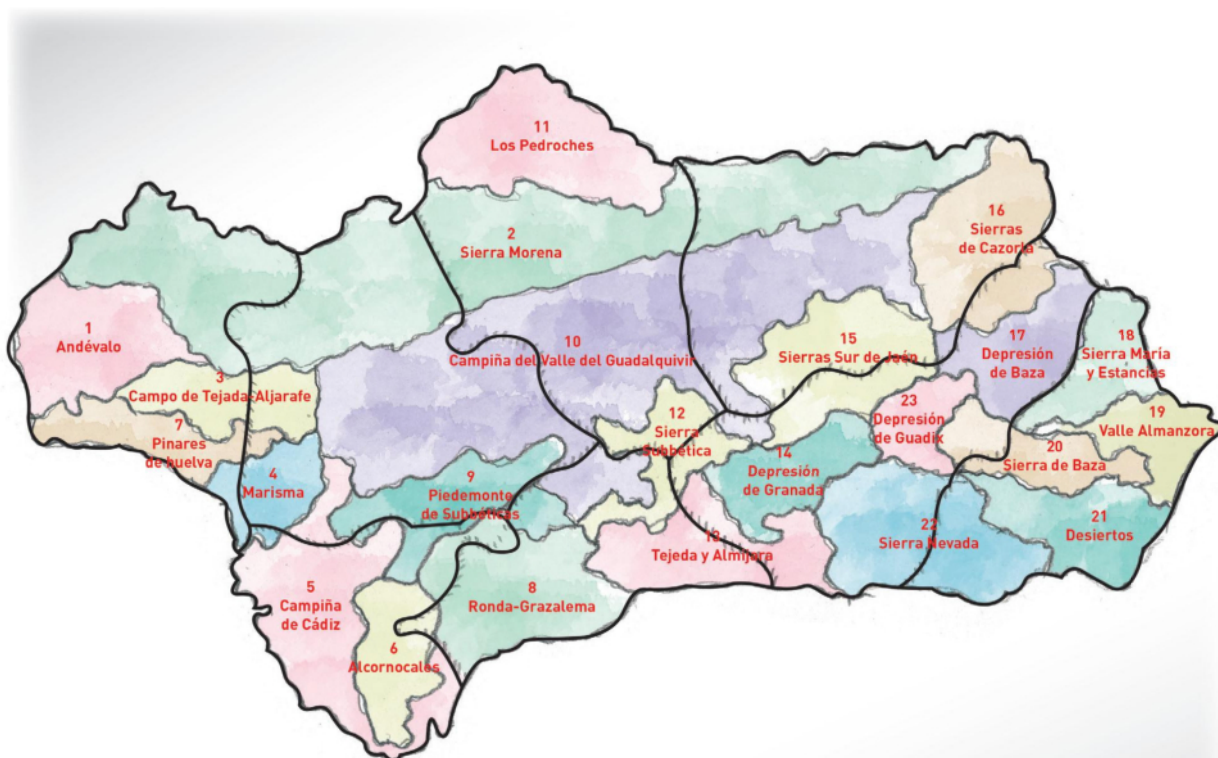 11
Los Pedroches
16
Sierras
de Cazorla
2
Sierra Morena
1
Andévalo
10
Campiña del Valle del Guadalquivir
15
Sierras Sur de Jaén
17
Depresión
de Baza
18
Sierra María
y Estancias
3
Campo de Tejada-Aljarafe
23
Depresión
de Guadix
12
Sierra
Subbética
19
Valle Almanzora
7
Pinares
de huelva
20
Sierra de Baza
14
Depresión
de Granada
4
Marisma
9
Piedemonte
de Subbéticas
21
Desiertos
22
Sierra Nevada
13
Tejeda y Almijara
5
Campiña
de Cádiz
8
Ronda-Grazalema
6
Alcornocales